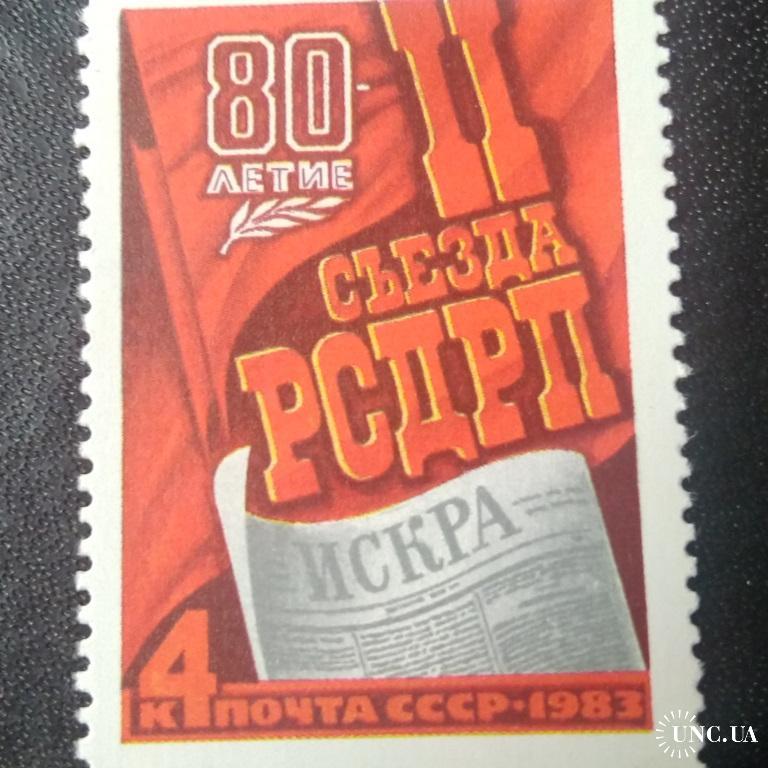 80-
ЛЕТИЕ
II
СЪЕЗДА
РСДРП
ИСКРА
4
К ПОЧТА СССР·1983
UNC.UA